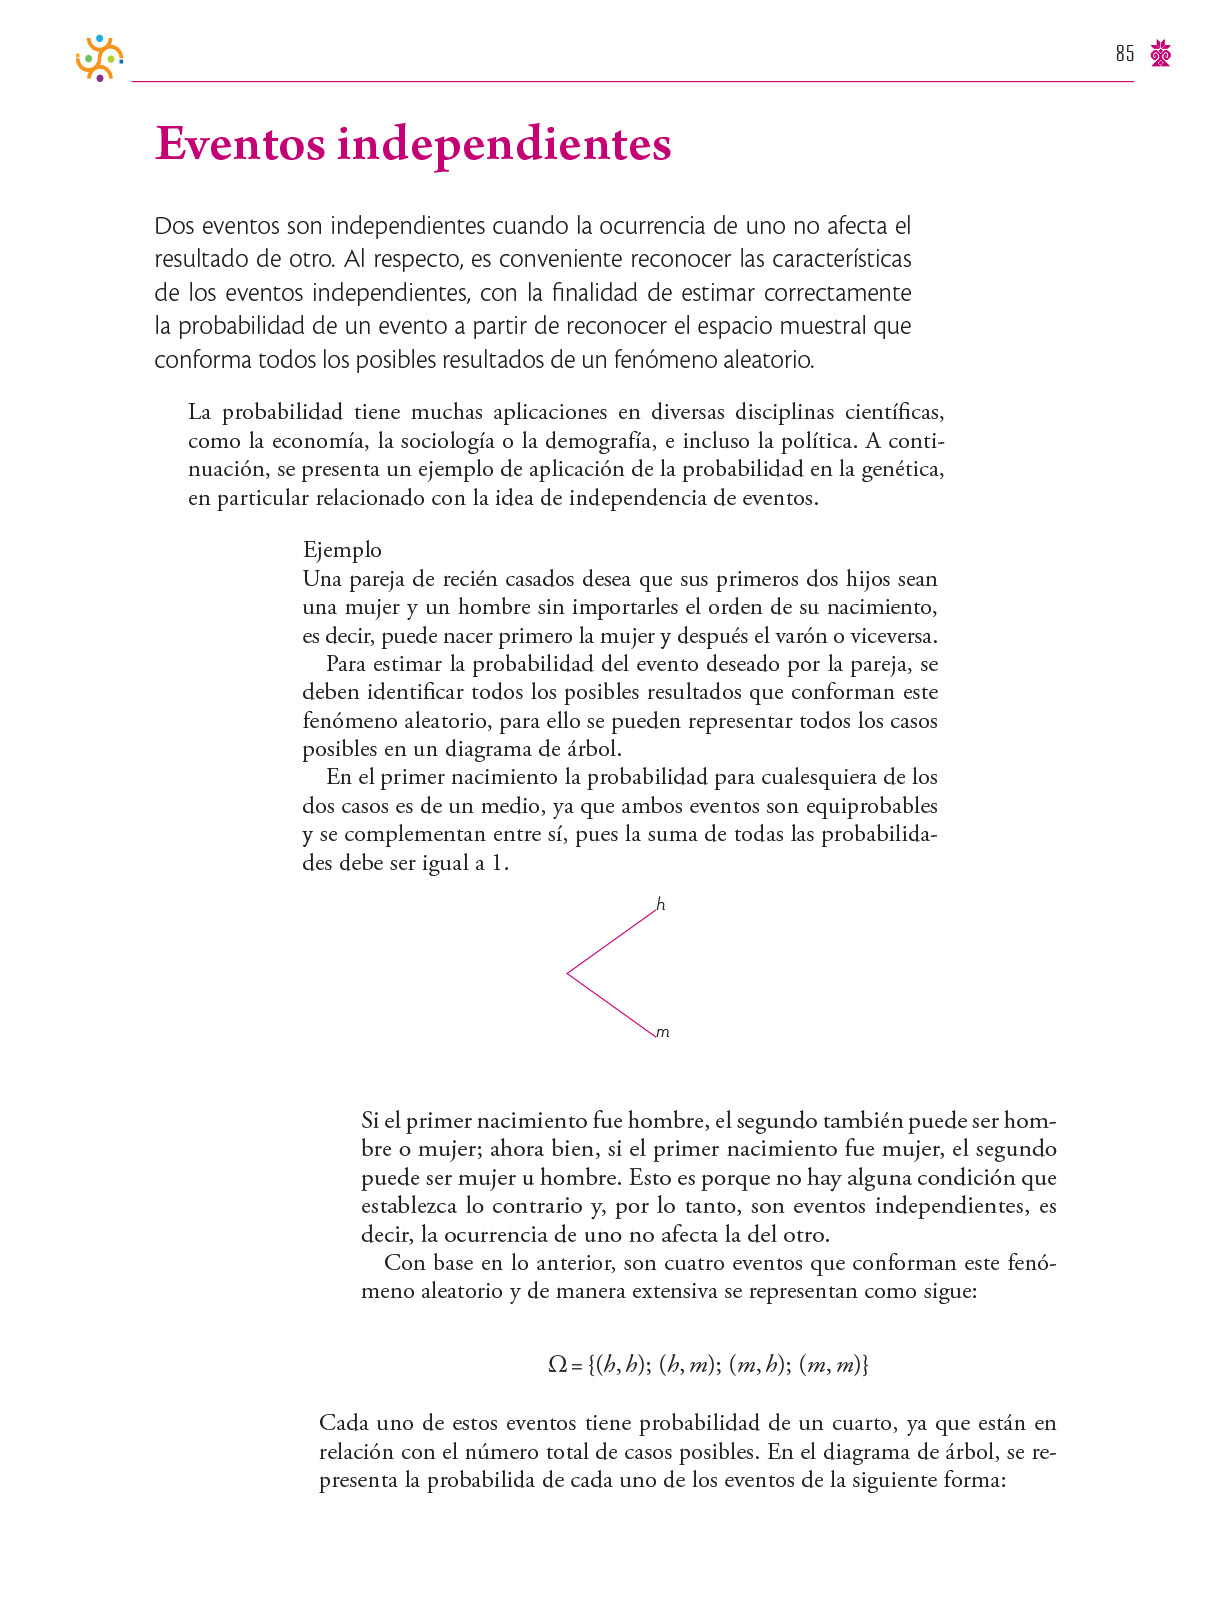 85
Eventos independientes
Dos eventos son independientes cuando la ocurrencia de uno no afecta el
resultado de otro. Al respecto, es conveniente reconocer las características
de los eventos independientes, con la finalidad de estimar correctamente
la probabilidad de un evento a partir de reconocer el espacio muestral que
conforma todos los posibles resultados de un fenómeno aleatorio.
La probabilidad tiene muchas aplicaciones en diversas disciplinas científicas,
como la economía, la sociología o la demografía, e incluso la política. A conti-
nuación, se presenta un ejemplo de aplicación de la probabilidad en la genética,
en particular relacionado con la idea de independencia de eventos.
Ejemplo
Una pareja de recién casados desea que sus primeros dos hijos sean
una mujer y un hombre sin importarles el orden de su nacimiento,
es decir, puede nacer primero la mujer y después el varón o viceversa.
Para estimar la probabilidad del evento deseado por la pareja, se
deben identificar todos los posibles resultados que conforman este
fenómeno aleatorio, para ello se pueden representar todos los casos
posibles en un diagrama de árbol.
En el primer nacimiento la probabilidad para cualesquiera de los
dos casos es de un medio, ya que ambos eventos son equiprobables
y se complementan entre sí, pues la suma de todas las probabilida-
des debe ser igual a 1.
h
m
Si el primer nacimiento fue hombre, el segundo también puede ser hom-
bre o mujer; ahora bien, si el primer nacimiento fue mujer, el segundo
puede ser mujer u hombre. Esto es porque no hay alguna condición que
establezca lo contrario y, por lo tanto, son eventos independientes, es
decir, la ocurrencia de uno no afecta la del otro.
Con base en lo anterior, son cuatro eventos que conforman este fenó-
meno aleatorio y de manera extensiva se representan como sigue:
Ω = {(h, h); (h, m); (m, h); (m, m)}
Cada uno de estos eventos tiene probabilidad de un cuarto, ya que están en
relación con el número total de casos posibles. En el diagrama de árbol, se re-
presenta la probabilida de cada uno de los eventos de la siguiente forma: